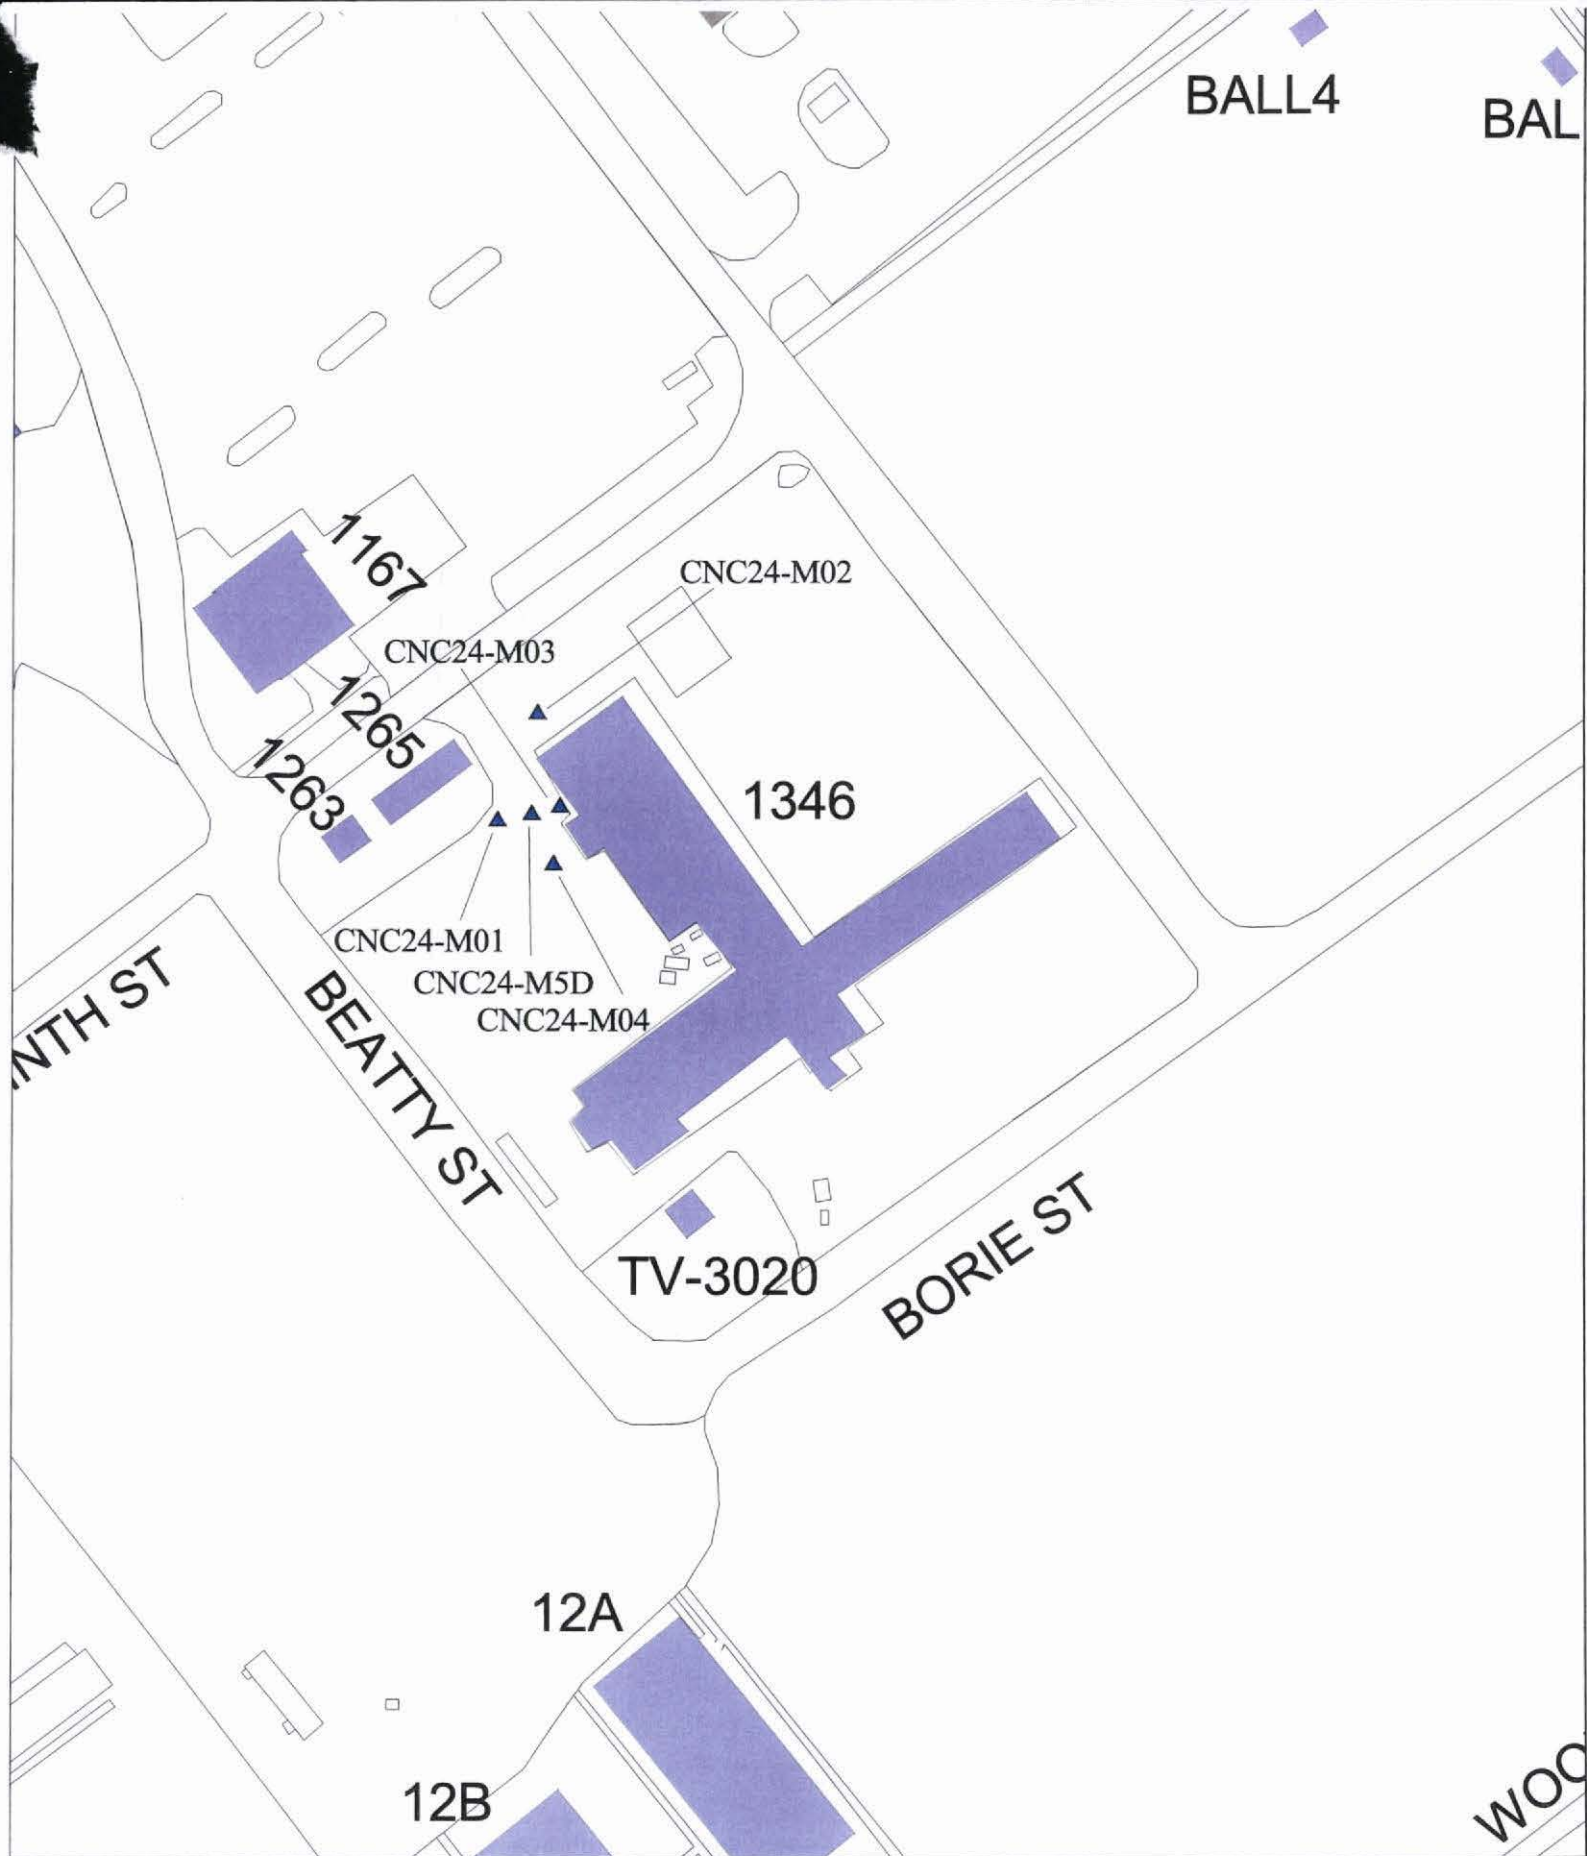 BALL4
BAL
1167
CNC24-M02
CNC24-M03
1265
1263
1346
CNC24-M01
CNC24-M5D
CNC24-M04
NTH ST
BEATTY ST
BORIE ST
TV-3020
12A
12B
WOO